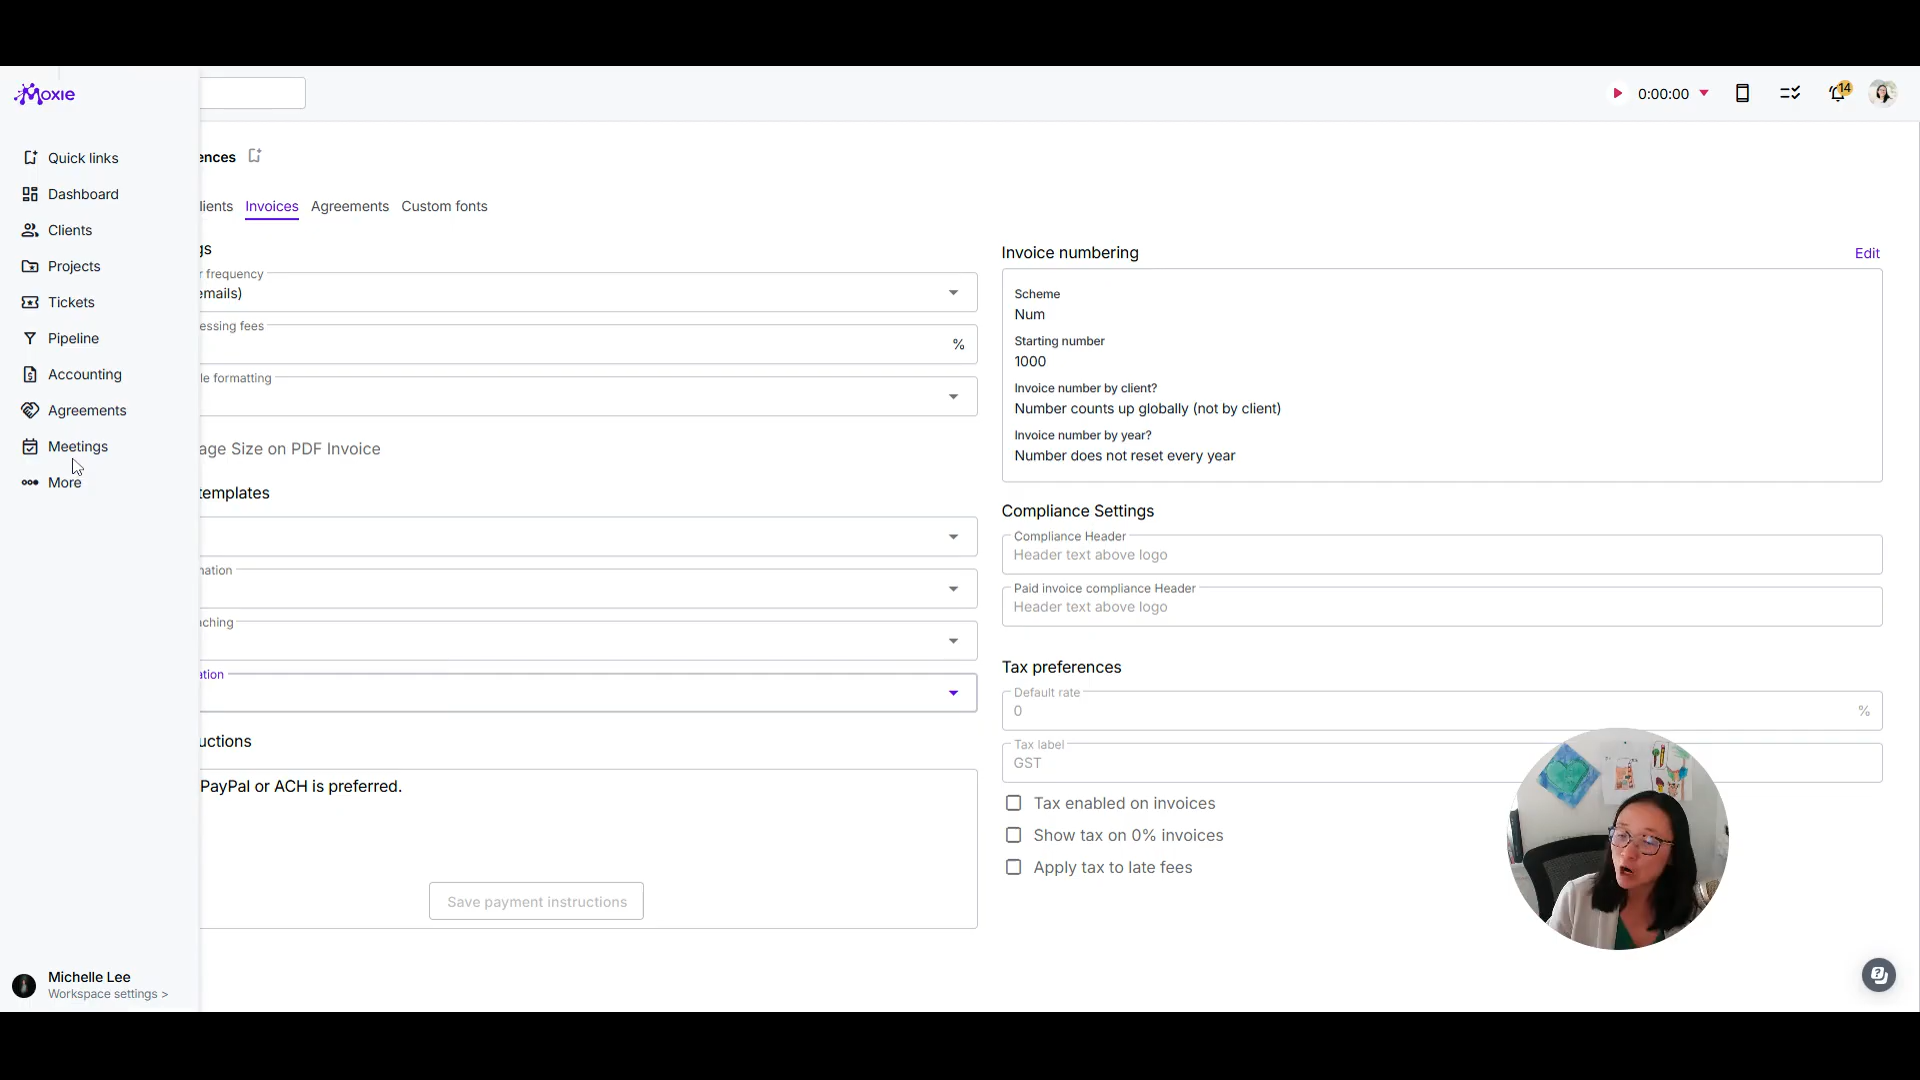 Moxie
0:00:00
14
Quick links
Dashboard
Clients
Projects
Tickets
Pipeline
Accounting
Agreements
Meetings
More
Michelle Lee
Workspace settings >
ences
lients
Invoices
Agreements
Custom fonts
gs
r frequency
emails)
essing fees
%
le formatting
age Size on PDF Invoice
templates
nation
aching
ation
uctions
PayPal or ACH is preferred.
Save payment instructions
Invoice numbering
Edit
Scheme
Num
Starting number
1000
Invoice number by client?
Number counts up globally (not by client)
Invoice number by year?
Number does not reset every year
Compliance Settings
Compliance Header
Header text above logo
Paid invoice compliance Header
Header text above logo
Tax preferences
Default rate
0
%
Tax label
GST
Tax enabled on invoices
Show tax on 0% invoices
Apply tax to late fees